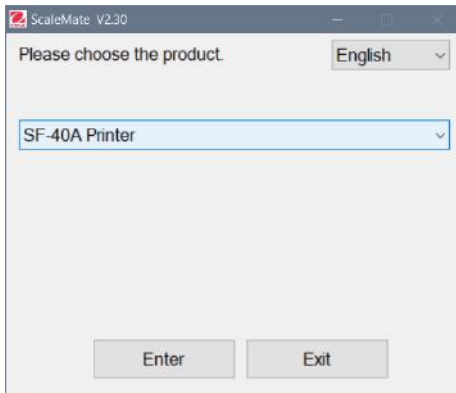 ScaleMate V2.30
Please choose the product.
English
SF-40A Printer
Enter
Exit